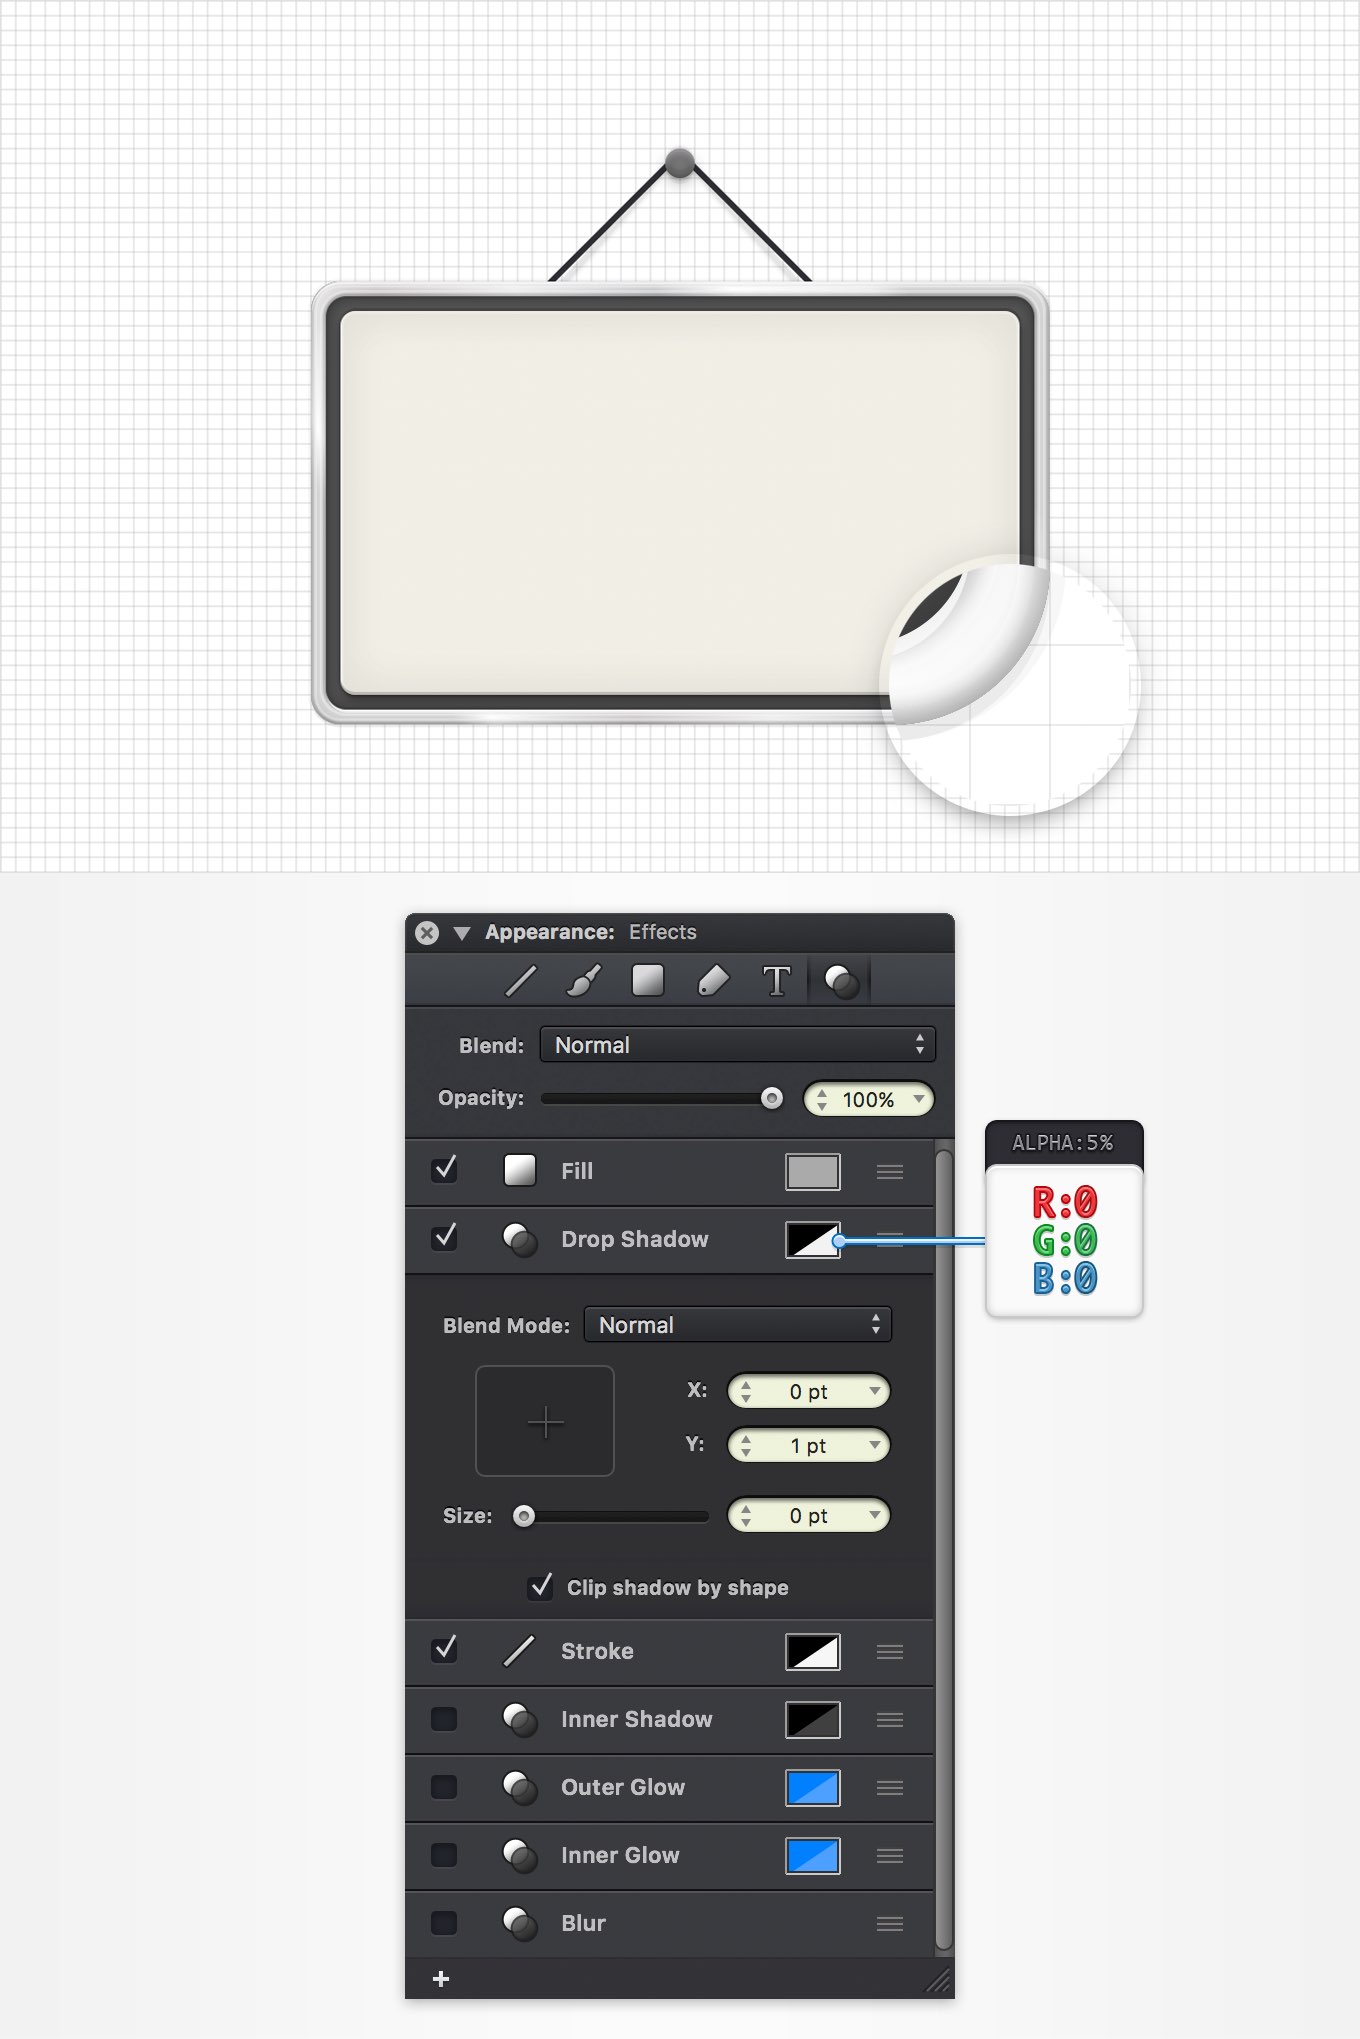 Appearance: Effects
T
Blend: Normal
Opacity: 100%
Fill
Drop Shadow
ALPHA:5%
R:0
G:0
B:0
Blend Mode: Normal
X: 0 pt
Y: 1 pt
Size: 0 pt
Clip shadow by shape
Stroke
Inner Shadow
Outer Glow
Inner Glow
Blur